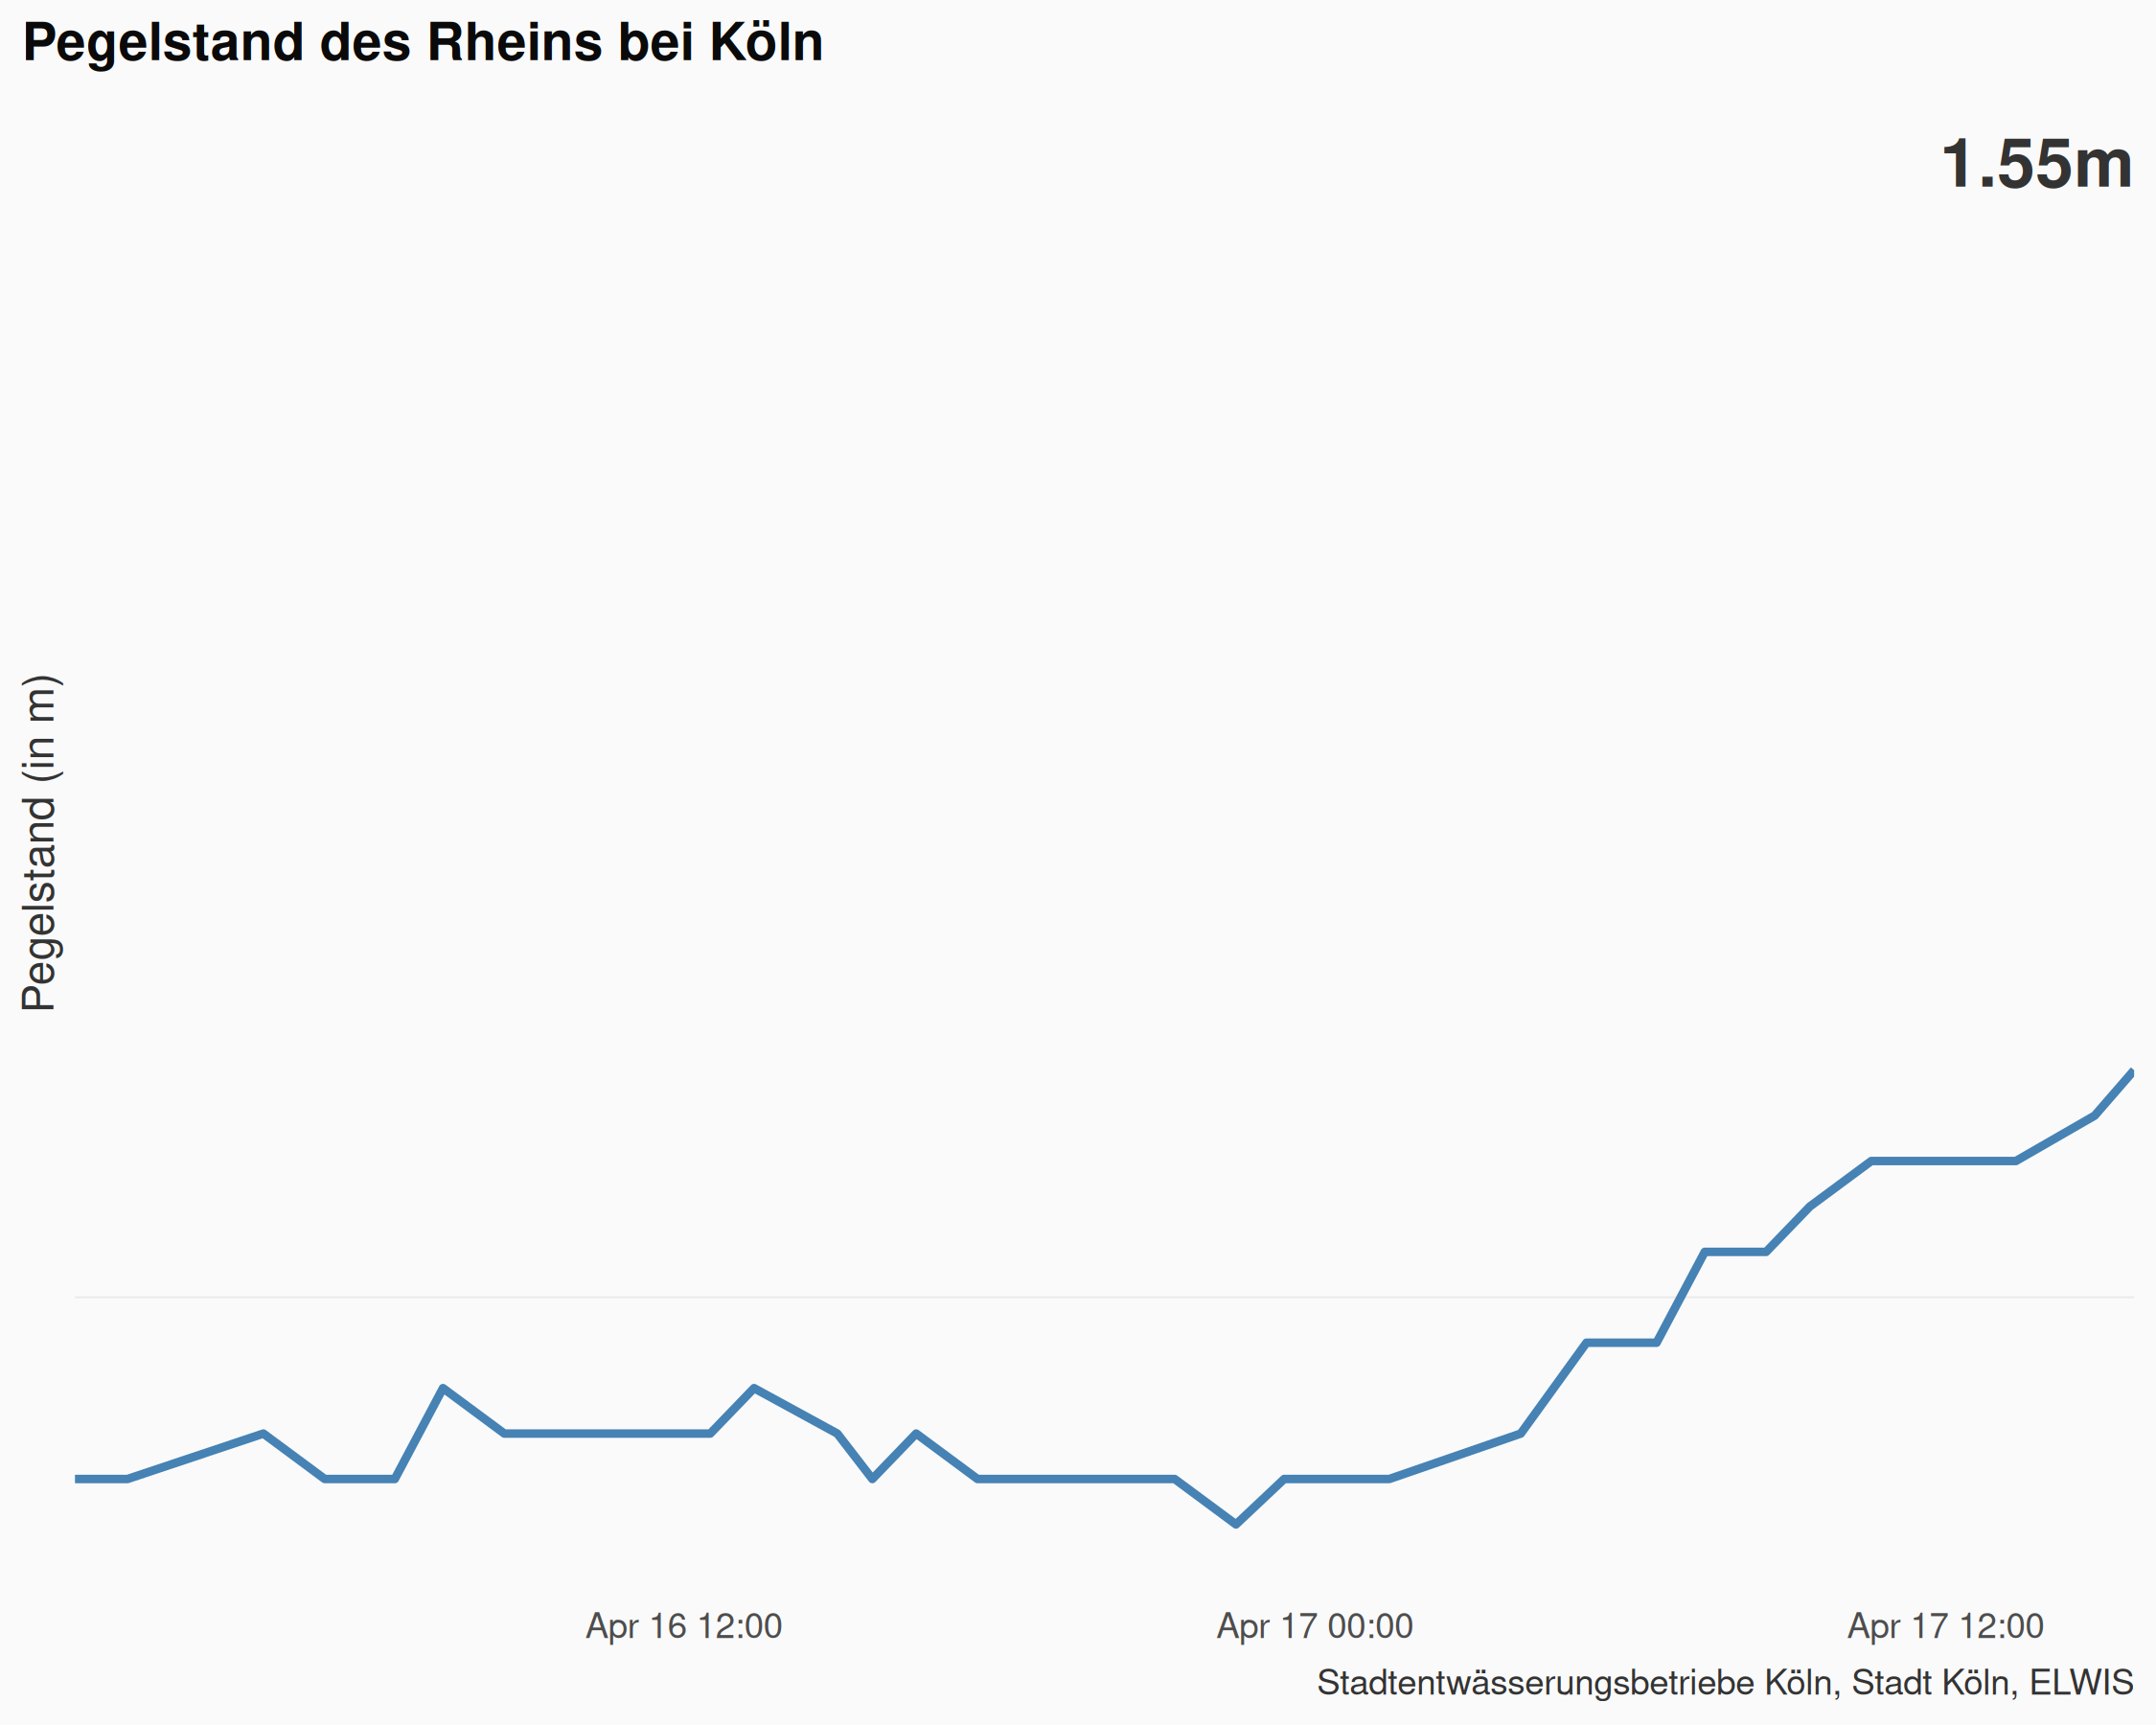 Pegelstand des Rheins bei Köln
1.55m
Pegelstand (in m)
Apr 16 12:00
Apr 17 00:00
Apr 17 12:00
Stadtentwässerungsbetriebe Köln, Stadt Köln, ELWIS